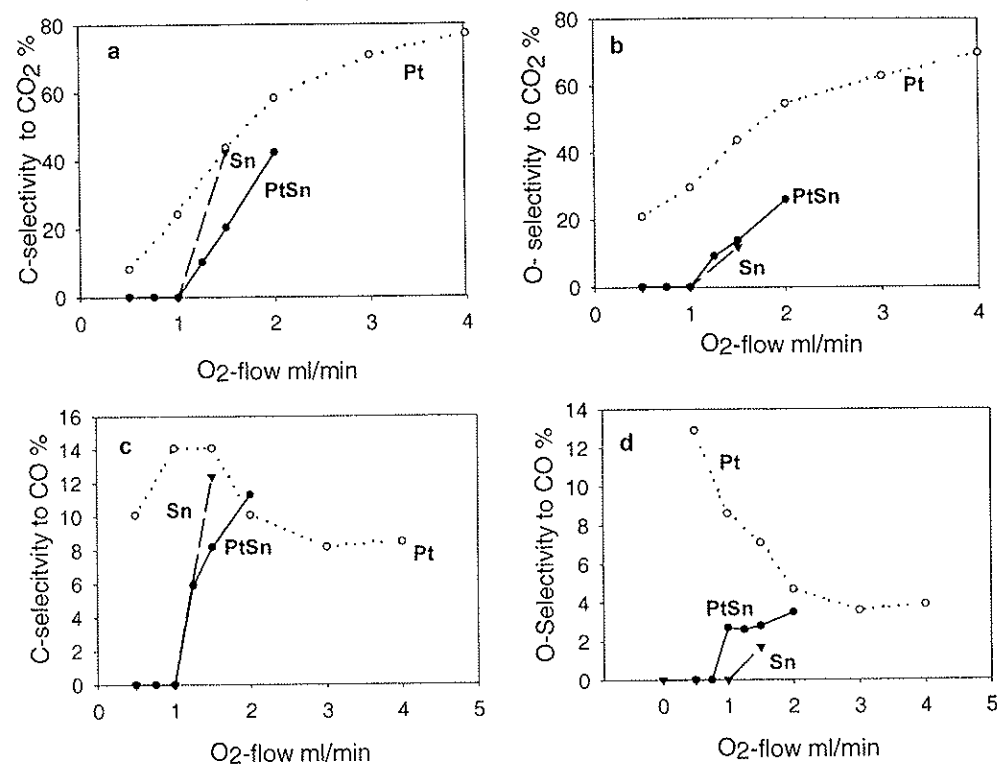 a
C-selectivity to CO2 %
80
60
40
20
0
Pt
Sn
PtSn
0 1 2 3 4
O2-flow ml/min
b
O- selectivity to CO2 %
80
60
40
20
0
Pt
PtSn
Sn
0 1 2 3 4
O2-flow ml/min
c
C-selecitvity to CO %
16
14
12
10
8
6
4
2
0
Sn
PtSn
Pt
0 1 2 3 4 5
O2-flow ml/min
d
O-Selectivity to CO %
14
12
10
8
6
4
2
0
Pt
PtSn
Sn
0 1 2 3 4 5
O2-flow ml/min